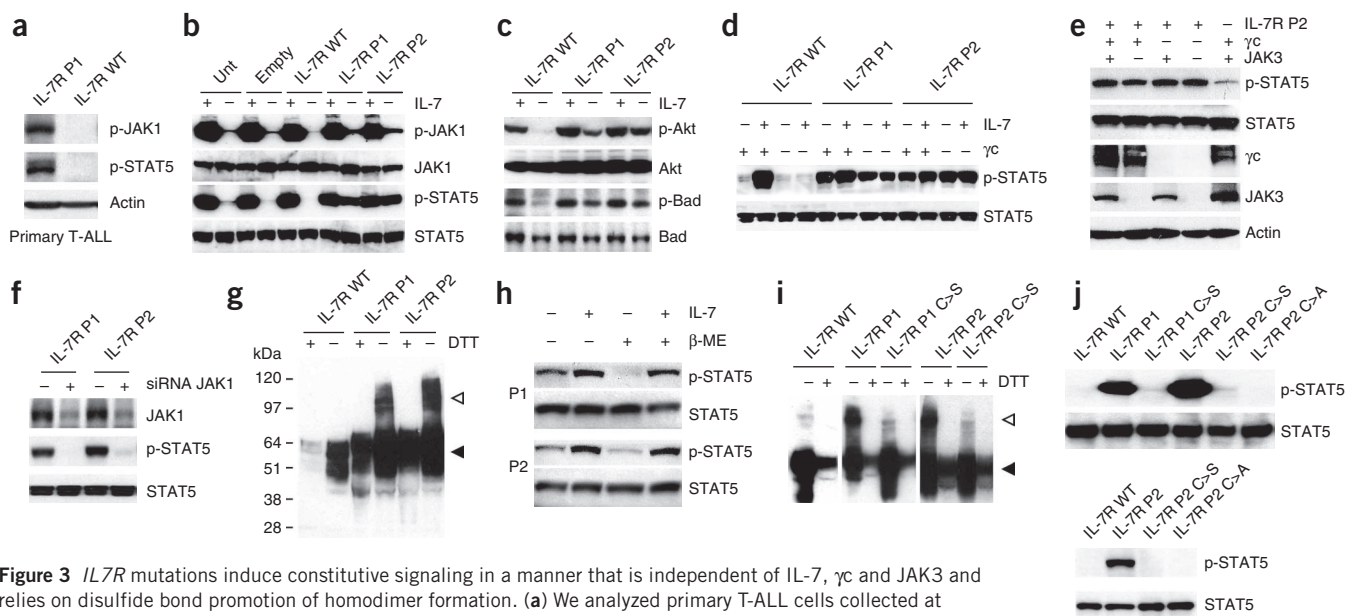 a
IL-7R P1
IL-7R WT
p-JAK1
p-STAT5
Actin
Primary T-ALL
b
Unt
Empty
IL-7R WT
IL-7R P1
IL-7R P2
+ – + – + – + – + – IL-7
p-JAK1
JAK1
p-STAT5
STAT5
c
IL-7R WT
IL-7R P1
IL-7R P2
+ – + – + – IL-7
p-Akt
Akt
p-Bad
Bad
d
IL-7R WT
IL-7R P1
IL-7R P2
– + – + – + – + – + – + IL-7
+ + – – + + – – + + – – γc
p-STAT5
STAT5
e
+ + + + – IL-7R P2
+ + – – + γc
+ – + – + JAK3
p-STAT5
STAT5
γc
JAK3
Actin
f
IL-7R P1
IL-7R P2
– + – + siRNA JAK1
JAK1
p-STAT5
STAT5
g
IL-7R WT
IL-7R P1
IL-7R P2
+ – + – + – DTT
kDa
120
97
64
51
38
28
h
– + – + IL-7
– – + + β-ME
P1
p-STAT5
STAT5
P2
p-STAT5
STAT5
i
IL-7R WT
IL-7R P1
IL-7R P1 C>S
IL-7R P2
IL-7R P2 C>S
– + – + – + – + – + DTT
j
IL-7R WT
IL-7R P1
IL-7R P1 C>S
IL-7R P2
IL-7R P2 C>S
IL-7R P2 C>A
p-STAT5
STAT5
IL-7R WT
IL-7R P2
IL-7R P2 C>S
IL-7R P2 C>A
p-STAT5
STAT5
Figure 3 IL7R mutations induce constitutive signaling in a manner that is independent of IL-7, γc and JAK3 and
relies on disulfide bond promotion of homodimer formation. (a) We analyzed primary T-ALL cells collected at